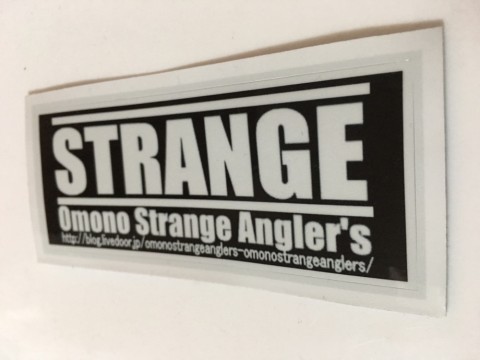 STRANGE
Omono Strange Angler's
http://blog.livedoor.jp/omonostrangeanglers-omonostrangeanglers/